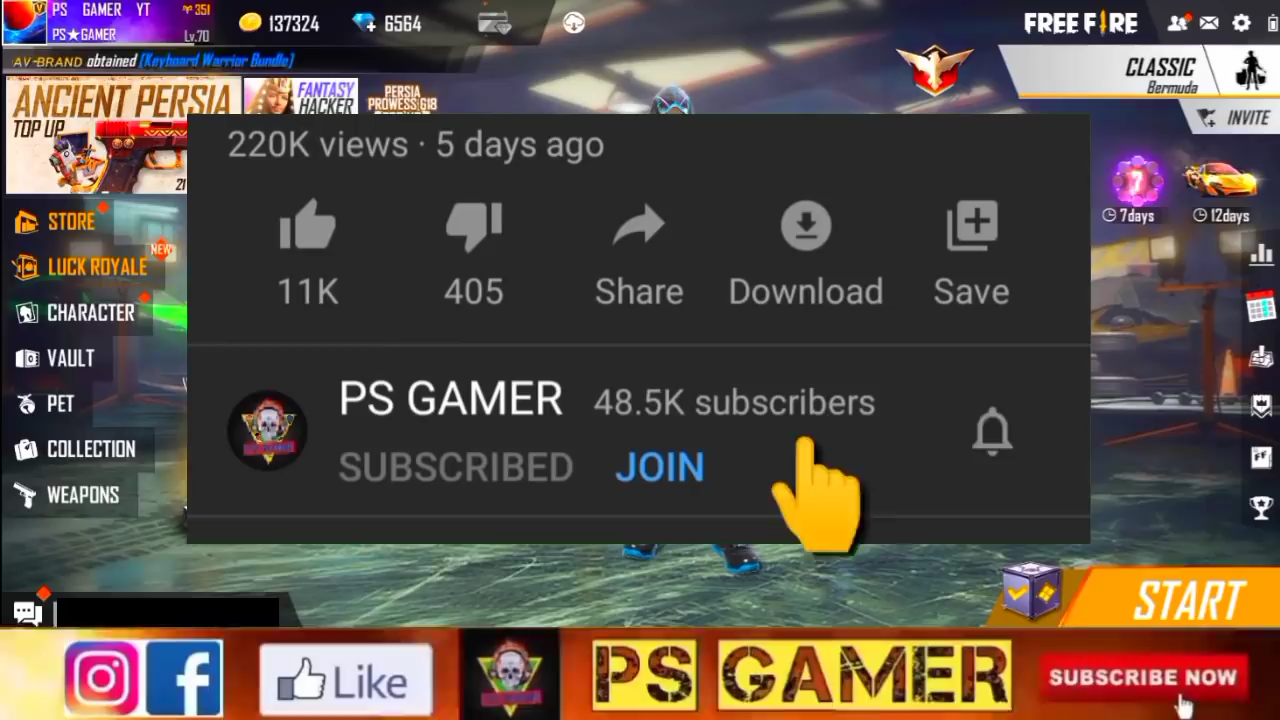 PS GAMER YT
351
PS★GAMER
Lv.70
137324
6564
FREE FIRE
AV-BRAND obtained [Keyboard Warrior Bundle]
CLASSIC
Bermuda
INVITE
ANCIENT PERSIA
TOP UP
21
FANTASY
HACKER
PERSIA
PROWESS G18
7days
12days
STORE
LUCK ROYALE
NEW
CHARACTER
VAULT
PET
COLLECTION
WEAPONS
220K views · 5 days ago
11K
405
Share
Download
Save
PS GAMER 48.5K subscribers
SUBSCRIBED JOIN
START
Like
PS GAMER
SUBSCRIBE NOW